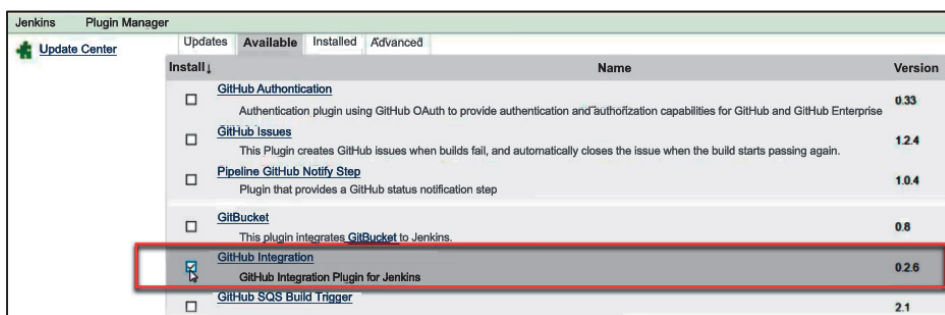 Jenkins Plugin Manager
Update Center
Updates Available Installed Advanced
Install↓ Name Version
GitHub Authontication 0.33
Authentication plugin using GitHub OAuth to provide authentication and authorization capabilities for GitHub and GitHub Enterprise
GitHub Issues 1.2.4
This Plugin creates GitHub issues when builds fail, and automatically closes the issue when the build starts passing again.
Pipeline GitHub Notify Step 1.0.4
Plugin that provides a GitHub status notification step
GitBucket 0.8
This plugin integrates GitBucket to Jenkins.
GitHub Integration 0.2.6
GitHub Integration Plugin for Jenkins
GitHub SQS Build Trigger 2.1